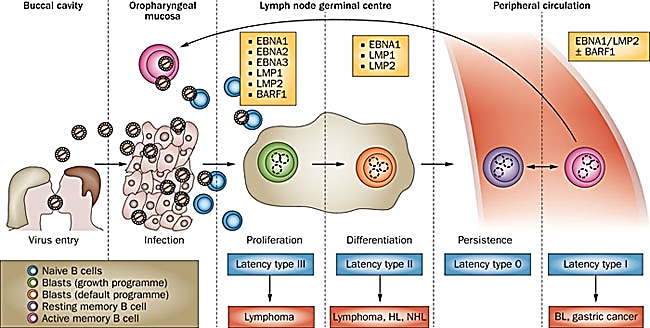 Buccal cavity
Oropharyngeal
mucosa
Lymph node germinal centre
Peripheral circulation
▪ EBNA1
▪ EBNA2
▪ EBNA3
▪ LMP1
▪ LMP2
▪ BARF1
▪ EBNA1
▪ LMP1
▪ LMP2
EBNA1/LMP2
± BARF1
Virus entry
Infection
Proliferation
Differentiation
Persistence
Latency type III
Latency type II
Latency type 0
Latency type I
Lymphoma
Lymphoma, HL, NHL
BL, gastric cancer
Naive B cells
Blasts (growth programme)
Blasts (default programme)
Resting memory B cell
Active memory B cell